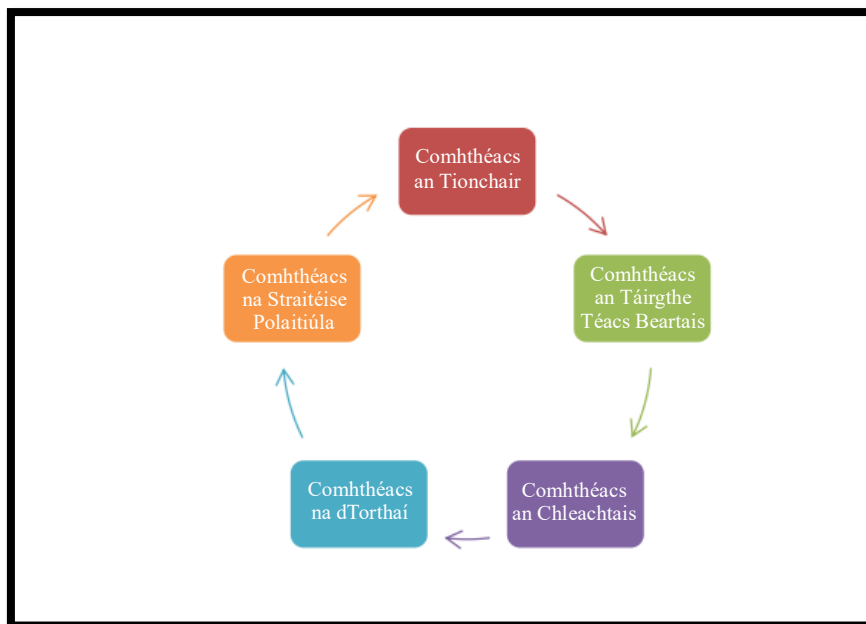 Comhthéacs
an Tionchair
Comhthéacs
an Táirgthe
Téacs Beartais
Comhthéacs
an Chleachtais
Comhthéacs
na dTorthaí
Comhthéacs
na Straitéise
Polaitiúla